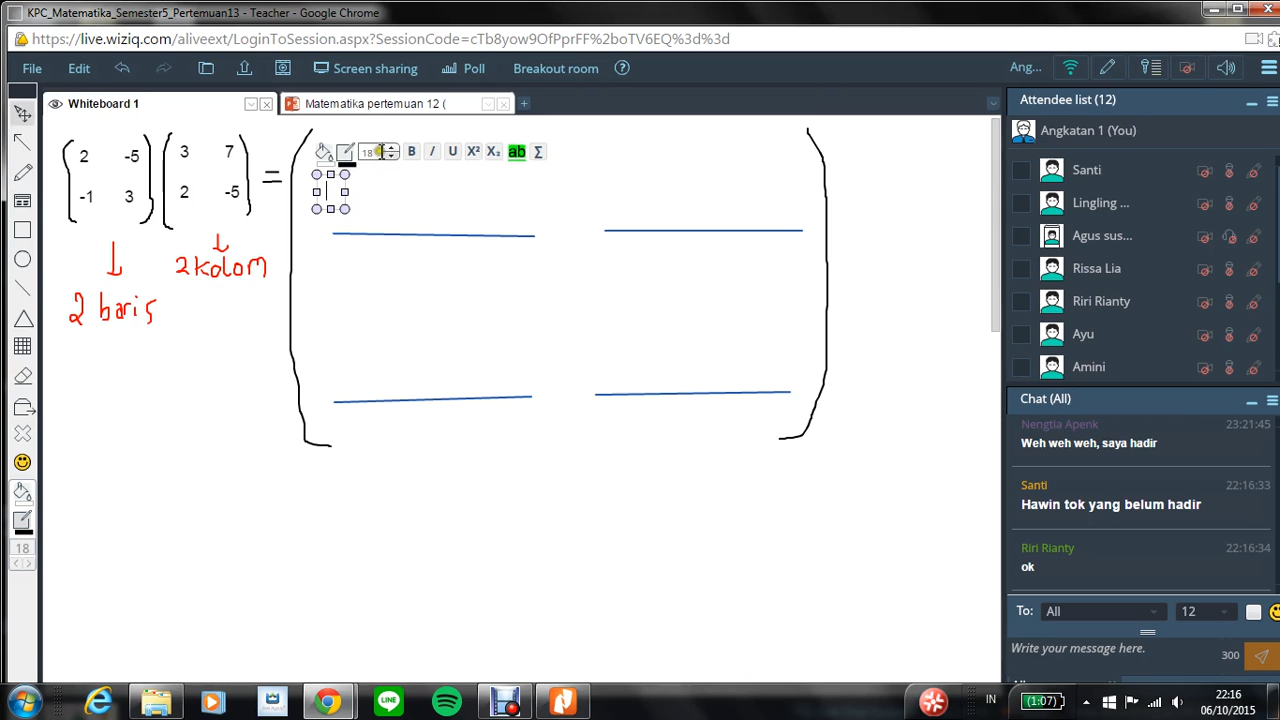 KPC_Matematika_Semester5_Pertemuan13 - Teacher - Google Chrome
https://live.wiziq.com/aliveext/LoginToSession.aspx?SessionCode=cTb8yow9OfPprFF%2boTV6EQ%3d%3d
File Edit Screen sharing Poll Breakout room ? Ang...
Whiteboard 1 Matematika pertemuan 12 (
Attendee list (12)
Angkatan 1 (You)
Santi
Lingling ...
Agus sus...
Rissa Lia
Riri Rianty
Ayu
Amini
18 B I U X² X₂ ab Σ
2 -5 3 7
-1 3 2 -5
=
2 kolom
2 baris
18
Chat (All)
Nengtia Apenk 23:21:45
Weh weh weh, saya hadir
Santi 22:16:33
Hawin tok yang belum hadir
Riri Rianty 22:16:34
ok
To: All 12
Write your message here. 300
LINE
IN (1:07) 22:16
06/10/2015